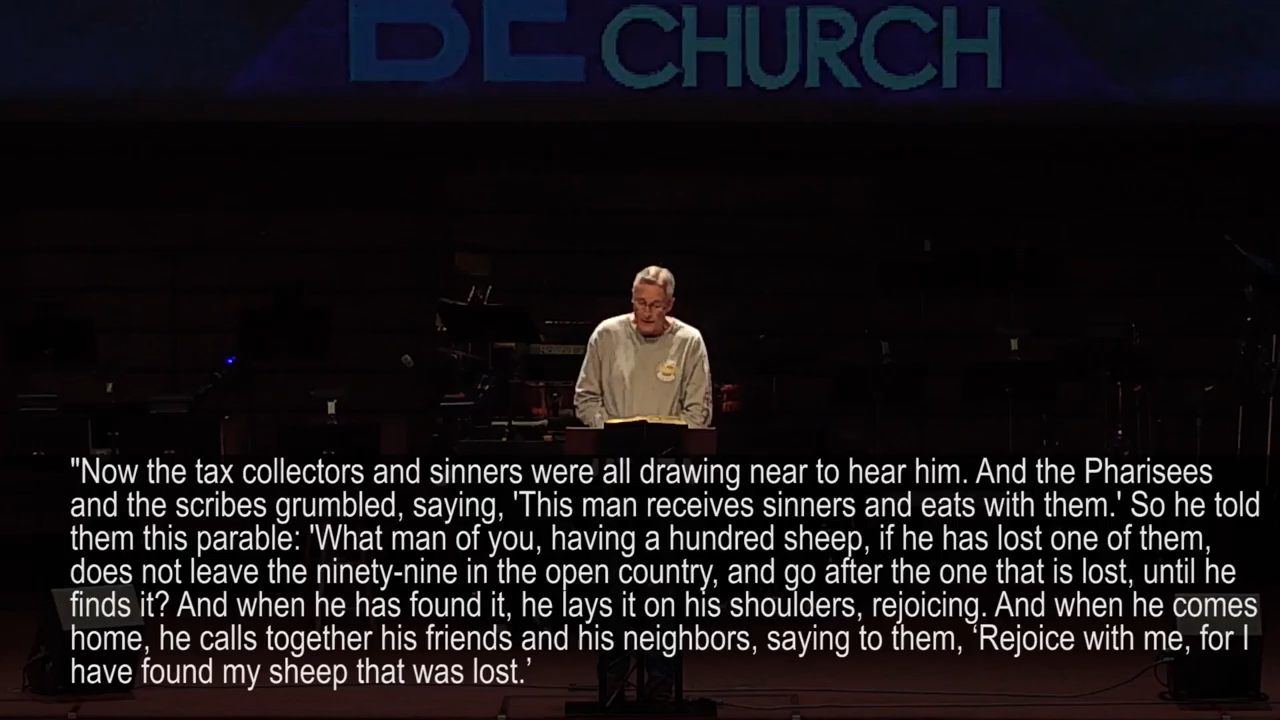 BE CHURCH
"Now the tax collectors and sinners were all drawing near to hear him. And the Pharisees
and the scribes grumbled, saying, 'This man receives sinners and eats with them.' So he told
them this parable: 'What man of you, having a hundred sheep, if he has lost one of them,
does not leave the ninety-nine in the open country, and go after the one that is lost, until he
finds it? And when he has found it, he lays it on his shoulders, rejoicing. And when he comes
home, he calls together his friends and his neighbors, saying to them, ‘Rejoice with me, for I
have found my sheep that was lost.’